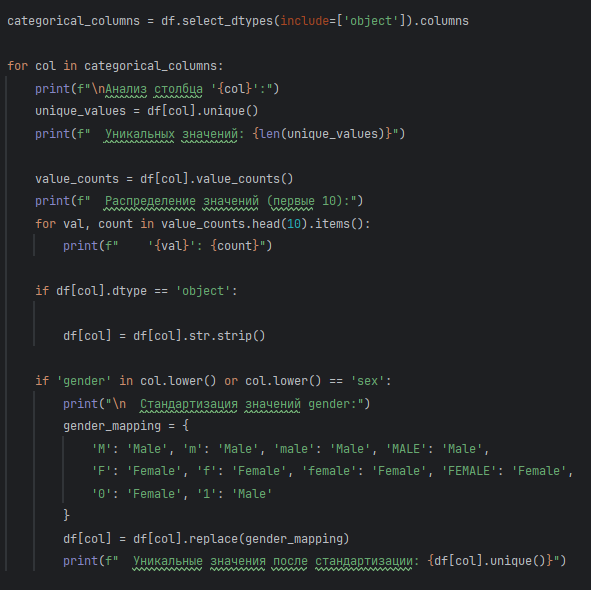 categorical_columns = df.select_dtypes(include=['object']).columns
for col in categorical_columns:
print(f"\nАнализ столбца '{col}':")
unique_values = df[col].unique()
print(f"  Уникальных значений: {len(unique_values)}")
value_counts = df[col].value_counts()
print(f"  Распределение значений (первые 10):")
for val, count in value_counts.head(10).items():
print(f"    '{val}': {count}")
if df[col].dtype == 'object':
df[col] = df[col].str.strip()
if 'gender' in col.lower() or col.lower() == 'sex':
print("\n  Стандартизация значений gender:")
gender_mapping = {
'M': 'Male', 'm': 'Male', 'male': 'Male', 'MALE': 'Male',
'F': 'Female', 'f': 'Female', 'female': 'Female', 'FEMALE': 'Female',
'0': 'Female', '1': 'Male'
}
df[col] = df[col].replace(gender_mapping)
print(f"  Уникальные значения после стандартизации: {df[col].unique()}")